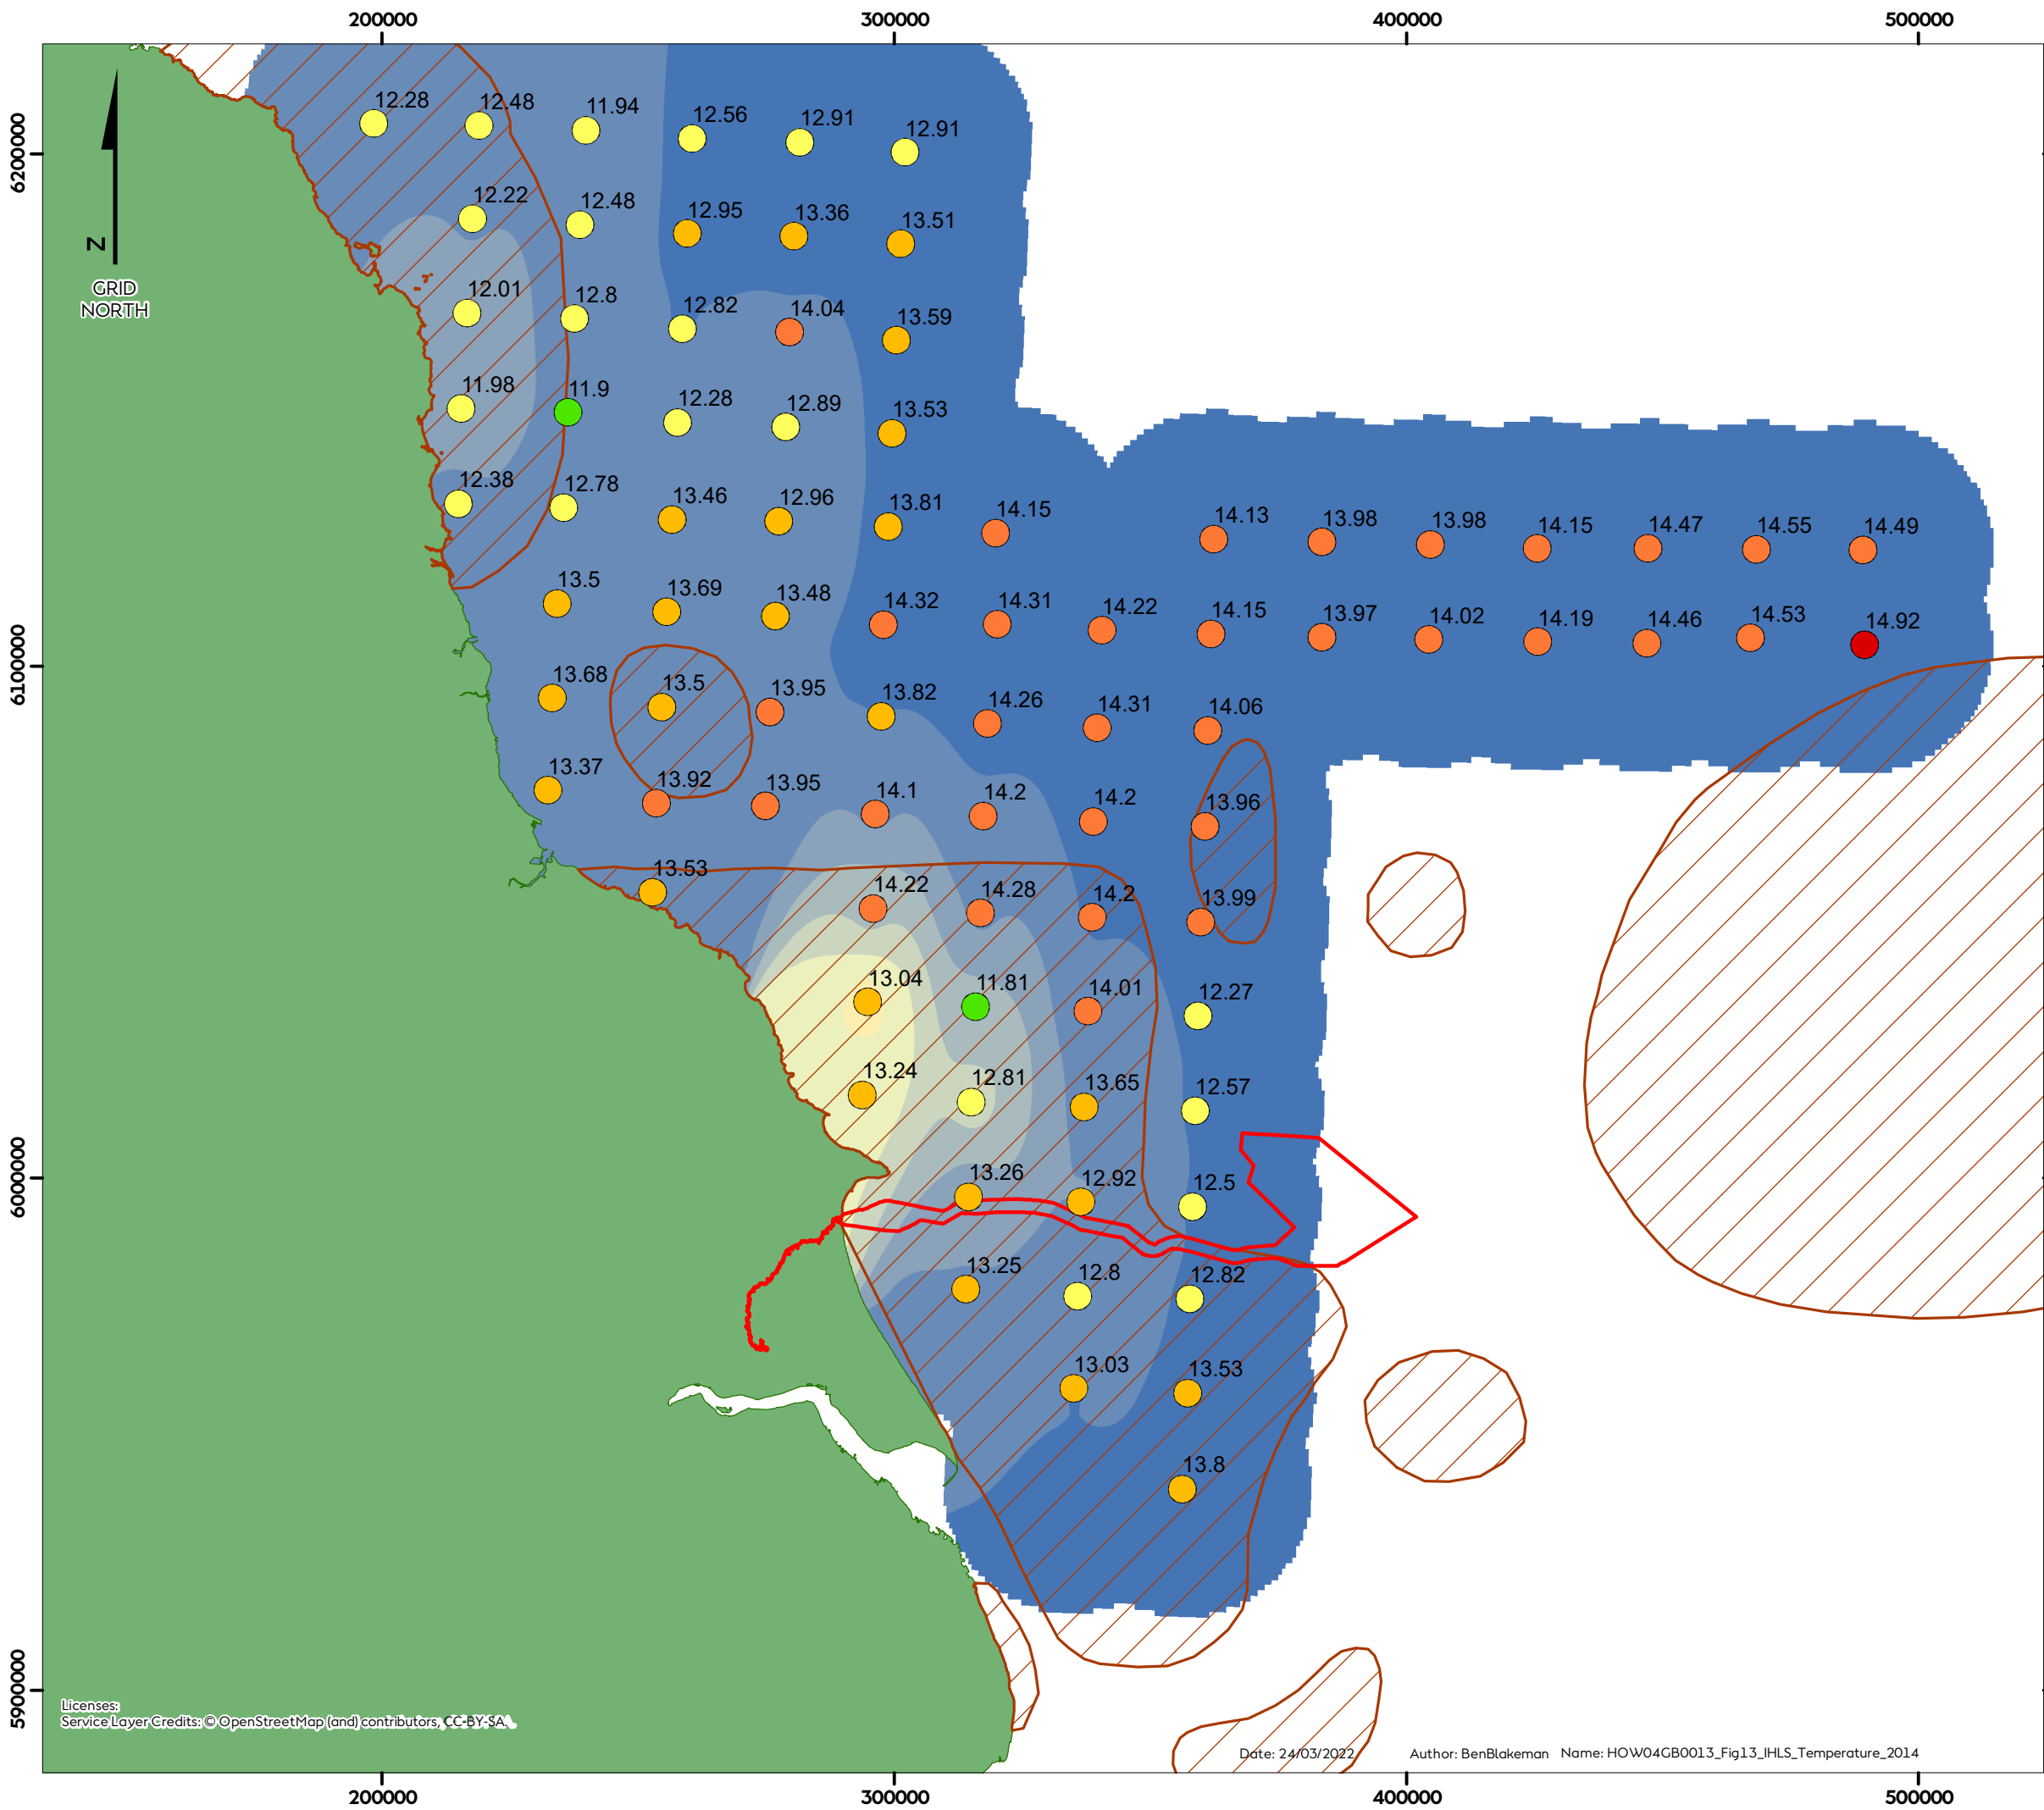 200000 300000 400000 500000
12.28 12.48 11.94 12.56 12.91 12.91
6200000
12.22 12.48 12.95 13.36 13.51
N
GRID
NORTH
12.01 12.8 12.82 14.04 13.59
11.98 11.9 12.28 12.89 13.53
12.38 12.78 13.46 12.96 13.81 14.15 14.13 13.98 13.98 14.15 14.47 14.55 14.49
13.5 13.69 13.48 14.32 14.31 14.22 14.15 13.97 14.02 14.19 14.46 14.53 14.92
6100000
13.68 13.5 13.95 13.82 14.26 14.31 14.06
13.37 13.92 13.95 14.1 14.2 14.2 13.96
13.53 14.22 14.28 14.2 13.99
13.04 11.81 14.01 12.27
13.24 12.81 13.65 12.57
6000000
13.26 12.92 12.5
13.25 12.8 12.82
13.03 13.53
13.8
5900000
Licenses:
Service Layer Credits: © OpenStreetMap (and) contributors, CC-BY-SA
Date: 24/03/2022 Author: BenBlakeman Name: HOW04GB0013_Fig13_IHLS_Temperature_2014
200000 300000 400000 500000